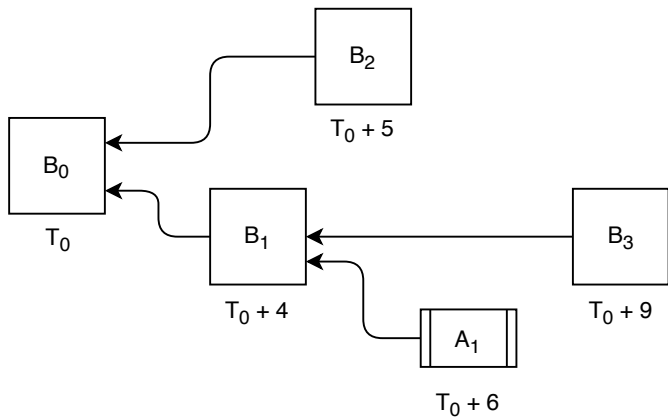 B₂
T₀ + 5
B₀
T₀
B₁
T₀ + 4
B₃
T₀ + 9
A₁
T₀ + 6